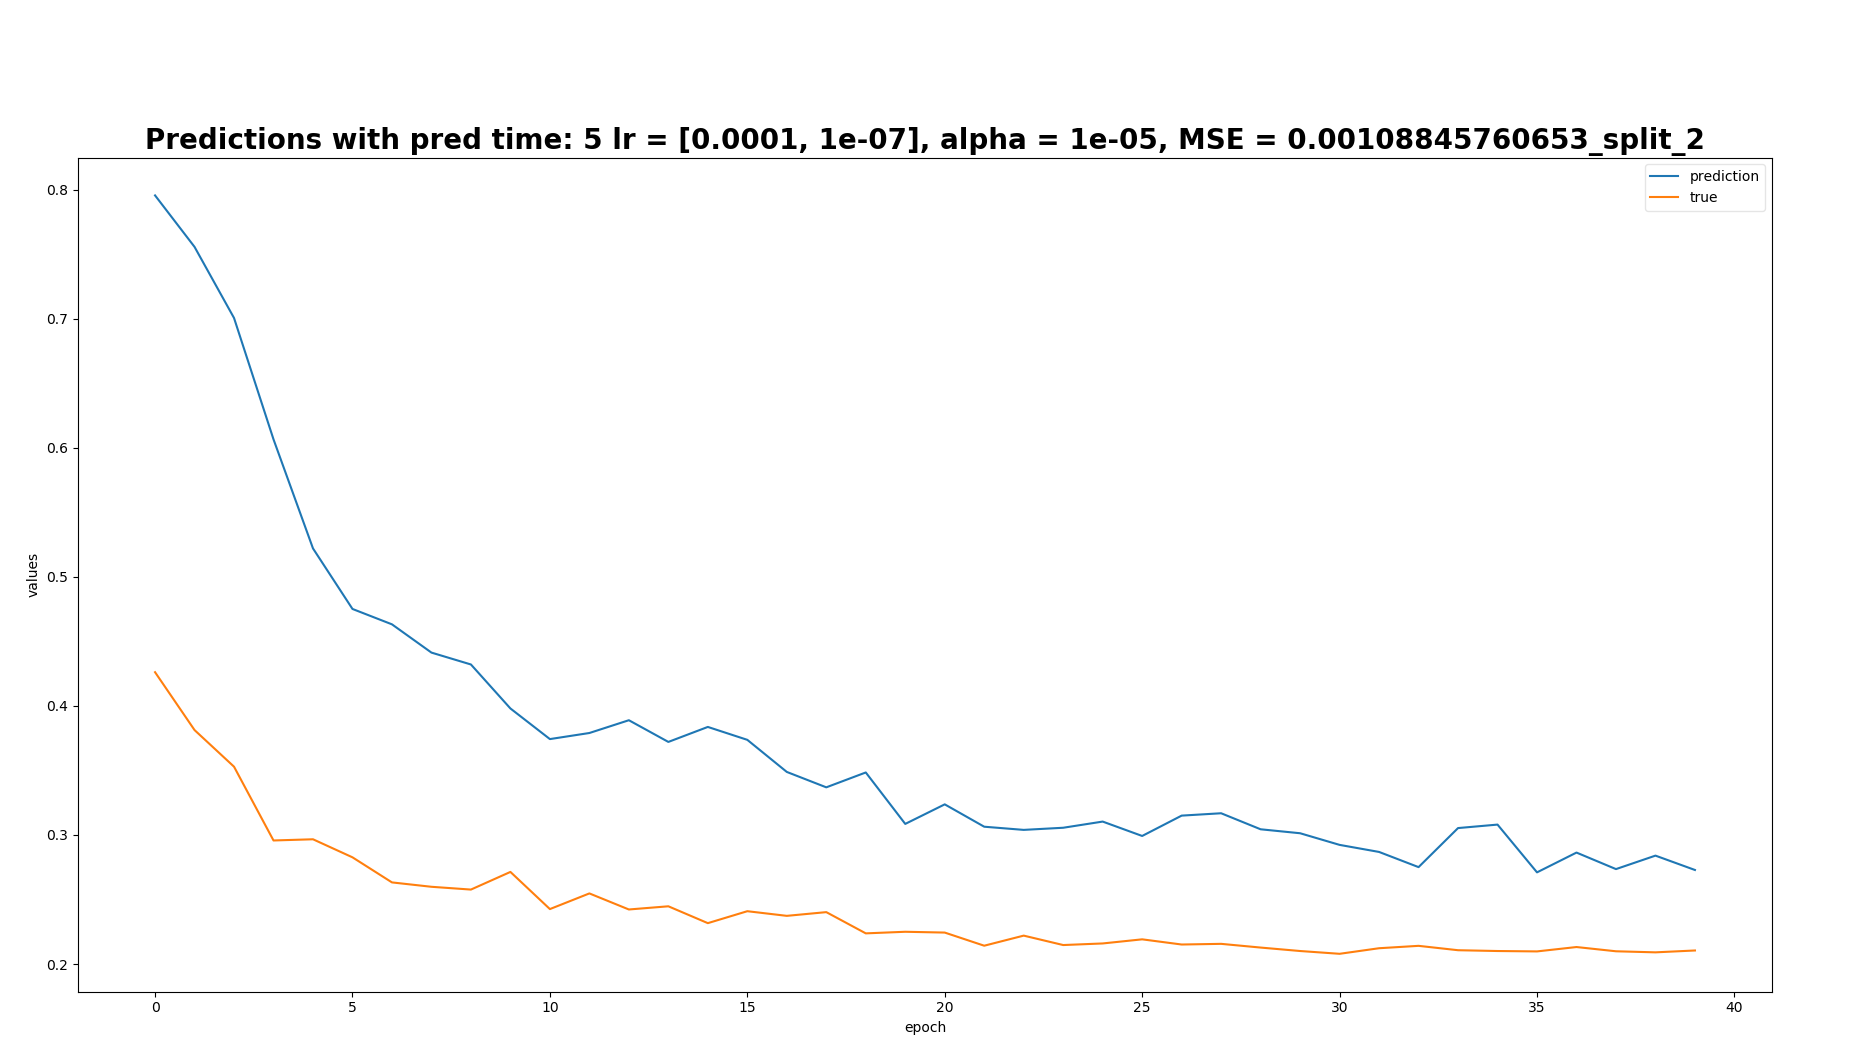 Predictions with pred time: 5 lr = [0.0001, 1e-07], alpha = 1e-05, MSE = 0.00108845760653_split_2
prediction
true
0.8
0.7
0.6
0.5
0.4
0.3
0.2
values
0 5 10 15 20 25 30 35 40
epoch